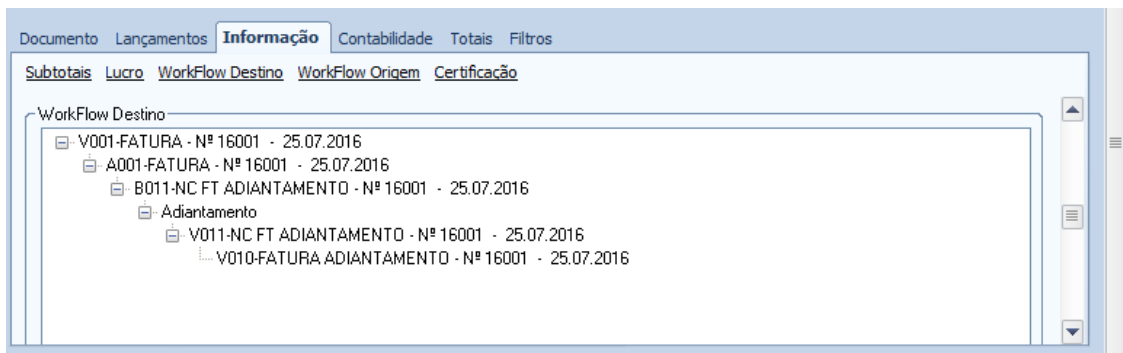 Documento Lançamentos Informação Contabilidade Totais Filtros
Subtotais Lucro WorkFlow Destino WorkFlow Origem Certificação
WorkFlow Destino
V001-FATURA - Nº 16001 - 25.07.2016
A001-FATURA - Nº 16001 - 25.07.2016
B011-NC FT ADIANTAMENTO - Nº 16001 - 25.07.2016
Adiantamento
V011-NC FT ADIANTAMENTO - Nº 16001 - 25.07.2016
V010-FATURA ADIANTAMENTO - Nº 16001 - 25.07.2016